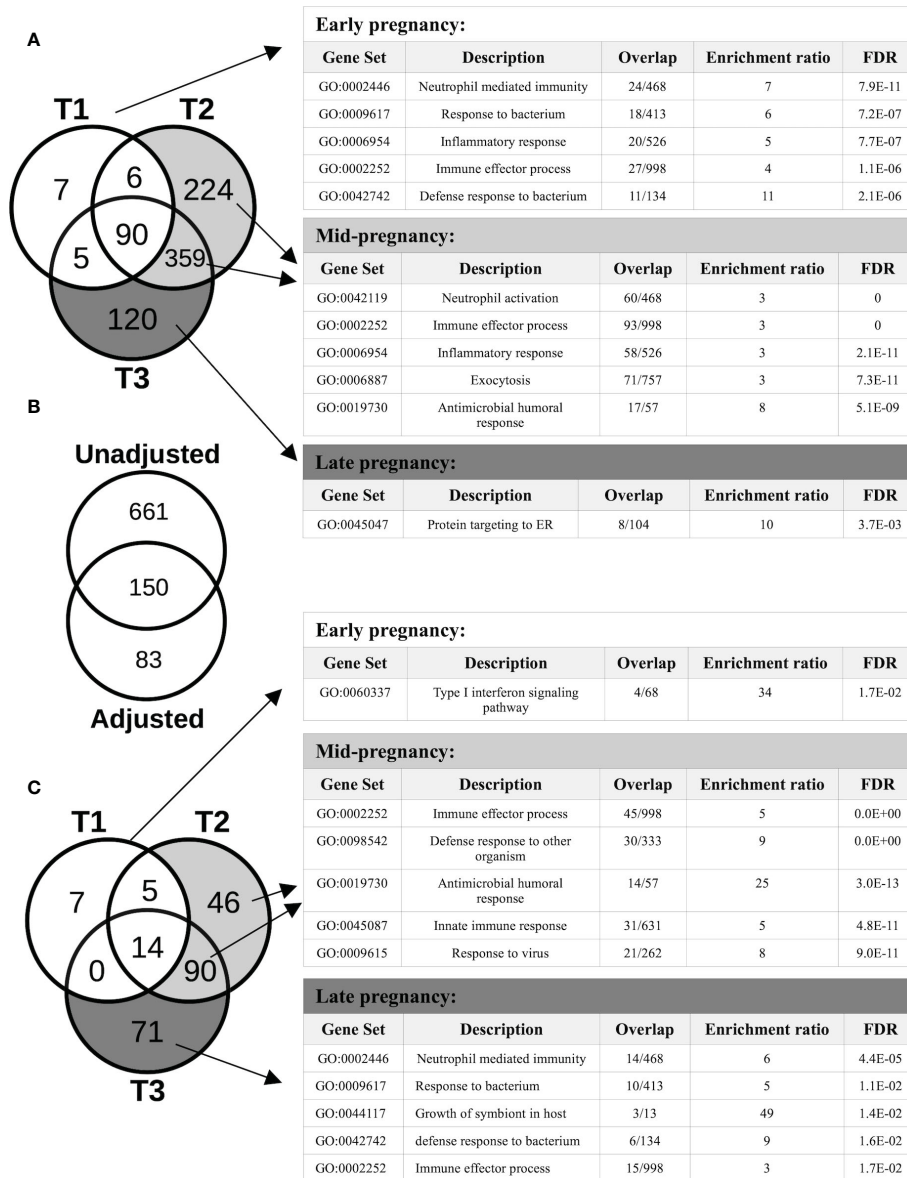 A
T1
T2
7
6
224
90
5
359
120
T3
Early pregnancy:
Gene Set Description Overlap Enrichment ratio FDR
GO:0002446 Neutrophil mediated immunity 24/468 7 7.9E-11
GO:0009617 Response to bacterium 18/413 6 7.2E-07
GO:0006954 Inflammatory response 20/526 5 7.7E-07
GO:0002252 Immune effector process 27/998 4 1.1E-06
GO:0042742 Defense response to bacterium 11/134 11 2.1E-06
Mid-pregnancy:
Gene Set Description Overlap Enrichment ratio FDR
GO:0042119 Neutrophil activation 60/468 3 0
GO:0002252 Immune effector process 93/998 3 0
GO:0006954 Inflammatory response 58/526 3 2.1E-11
GO:0006887 Exocytosis 71/757 3 7.3E-11
GO:0019730 Antimicrobial humoral 17/57 8 5.1E-09
response
Late pregnancy:
Gene Set Description Overlap Enrichment ratio FDR
GO:0045047 Protein targeting to ER 8/104 10 3.7E-03
B
Unadjusted
661
150
83
Adjusted
C
T1
T2
7
5
46
14
0
90
71
T3
Early pregnancy:
Gene Set Description Overlap Enrichment ratio FDR
GO:0060337 Type I interferon signaling 4/68 34 1.7E-02
pathway
Mid-pregnancy:
Gene Set Description Overlap Enrichment ratio FDR
GO:0002252 Immune effector process 45/998 5 0.0E+00
GO:0098542 Defense response to other 30/333 9 0.0E+00
organism
GO:0019730 Antimicrobial humoral 14/57 25 3.0E-13
response
GO:0045087 Innate immune response 31/631 5 4.8E-11
GO:0009615 Response to virus 21/262 8 9.0E-11
Late pregnancy:
Gene Set Description Overlap Enrichment ratio FDR
GO:0002446 Neutrophil mediated immunity 14/468 6 4.4E-05
GO:0009617 Response to bacterium 10/413 5 1.1E-02
GO:0044117 Growth of symbiont in host 3/13 49 1.4E-02
GO:0042742 defense response to bacterium 6/134 9 1.6E-02
GO:0002252 Immune effector process 15/998 3 1.7E-02